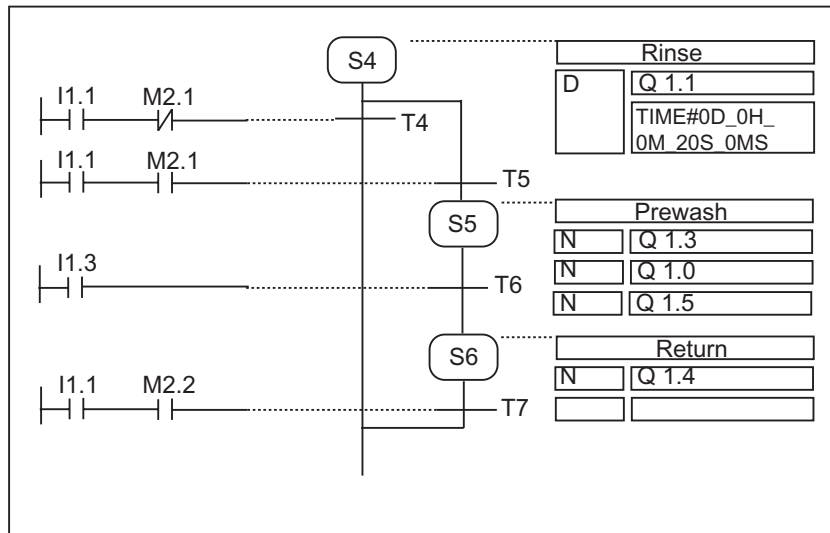 S4
Rinse
D
Q 1.1
TIME#0D_0H_
0M_20S_0MS
I1.1
M2.1
T4
I1.1
M2.1
T5
S5
Prewash
N
Q 1.3
N
Q 1.0
N
Q 1.5
I1.3
T6
S6
Return
N
Q 1.4
I1.1
M2.2
T7